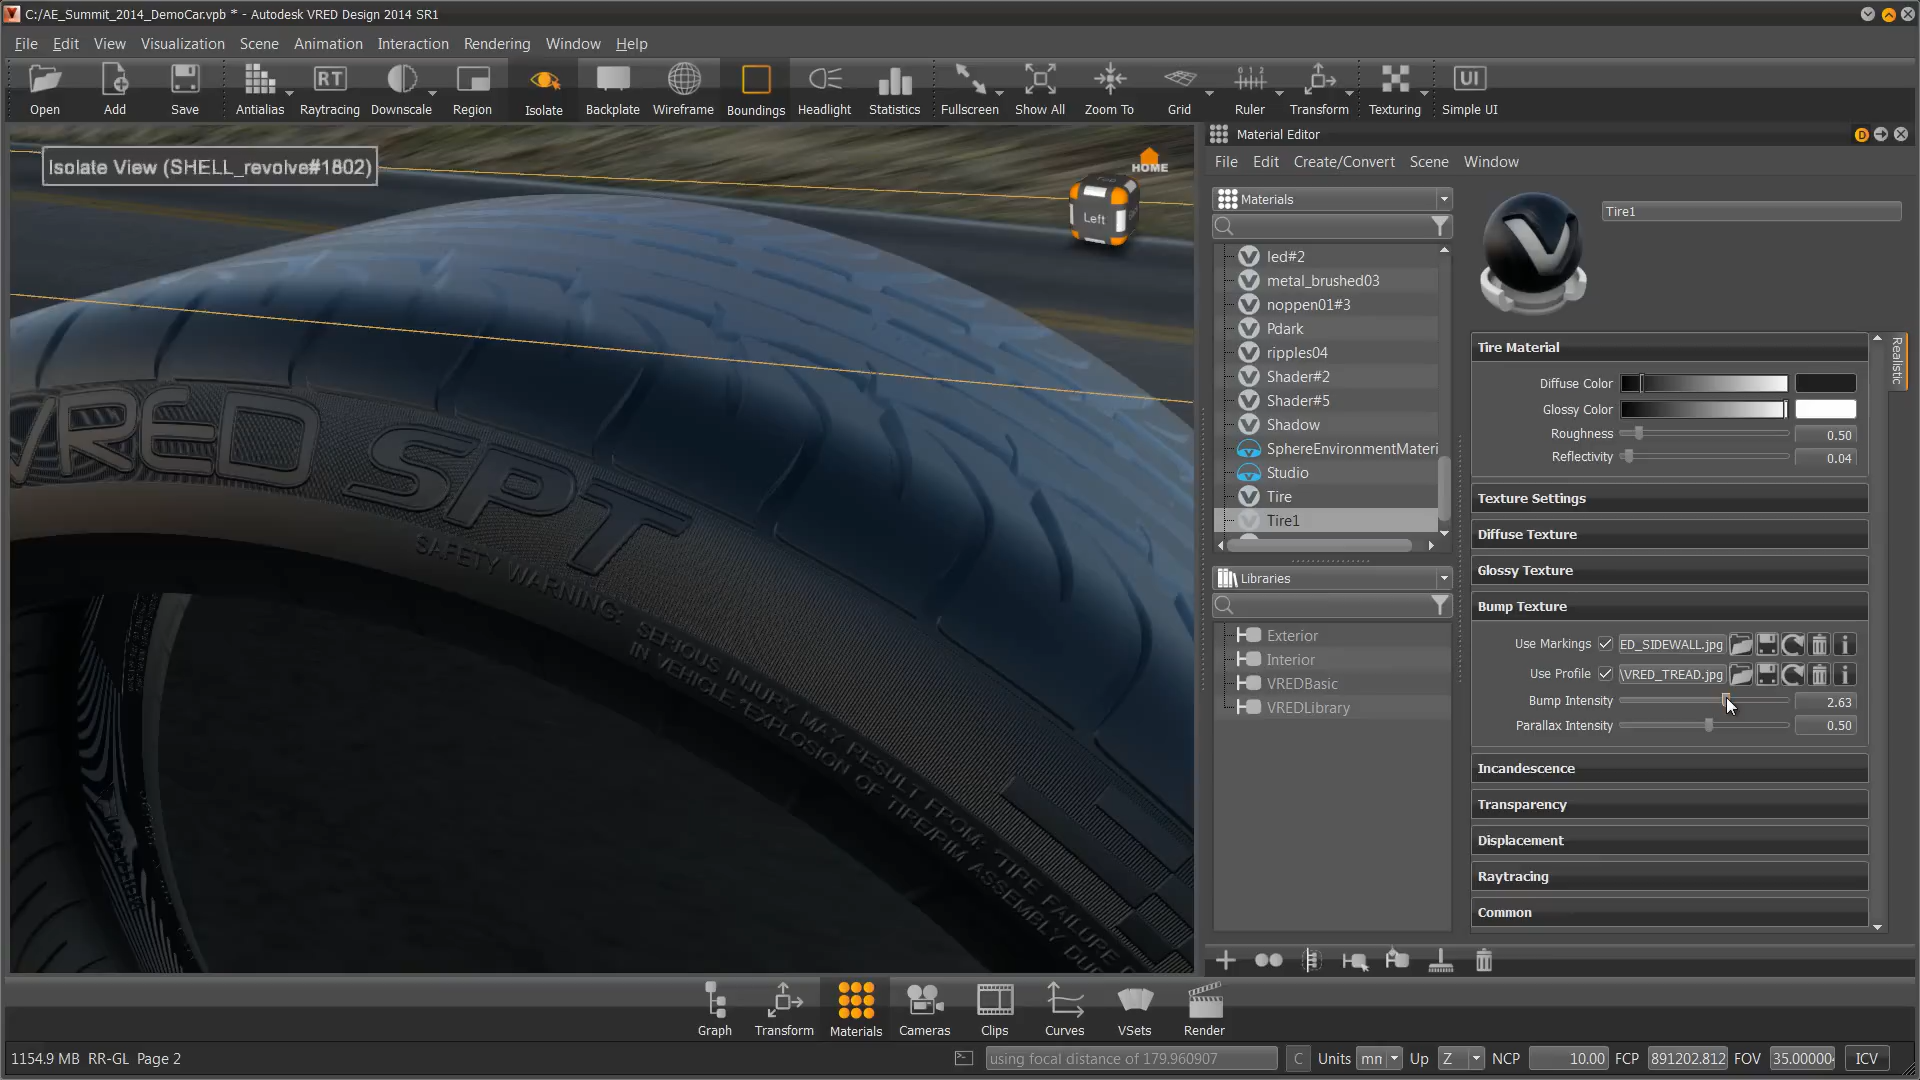 C:/AE_Summit_2014_DemoCar.vpb * - Autodesk VRED Design 2014 SR1
File Edit View Visualization Scene Animation Interaction Rendering Window Help
RT 0 1 2 UI
Open Add Save Antialias Raytracing Downscale Region Isolate Backplate Wireframe Boundings Headlight Statistics Fullscreen Show All Zoom To Grid Ruler Transform Texturing Simple UI
Isolate View (SHELL_revolve#1802)
HOME
Left
VRED SPT
SAFETY WARNING:
SERIOUS INJURY MAY RESULT FROM: *TIRE FAILURE
IN VEHICLE. *EXPLOSION OF TIRE/RIM ASSEMBLY
Material Editor
D
File Edit Create/Convert Scene Window
Materials
led#2
metal_brushed03
noppen01#3
Pdark
ripples04
Shader#2
Shader#5
Shadow
SphereEnvironmentMateri
Studio
Tire
Tire1
Libraries
Exterior
Interior
VREDBasic
VREDLibrary
Tire1
Realistic
Tire Material
Diffuse Color
Glossy Color
Roughness 0.50
Reflectivity 0.04
Texture Settings
Diffuse Texture
Glossy Texture
Bump Texture
Use Markings ED_SIDEWALL.jpg
Use Profile \VRED_TREAD.jpg
Bump Intensity 2.63
Parallax Intensity 0.50
Incandescence
Transparency
Displacement
Raytracing
Common
Graph Transform Materials Cameras Clips Curves VSets Render
1154.9 MB RR-GL Page 2 using focal distance of 179.960907 C Units mn Up Z NCP 10.00 FCP 891202.812 FOV 35.00000 ICV